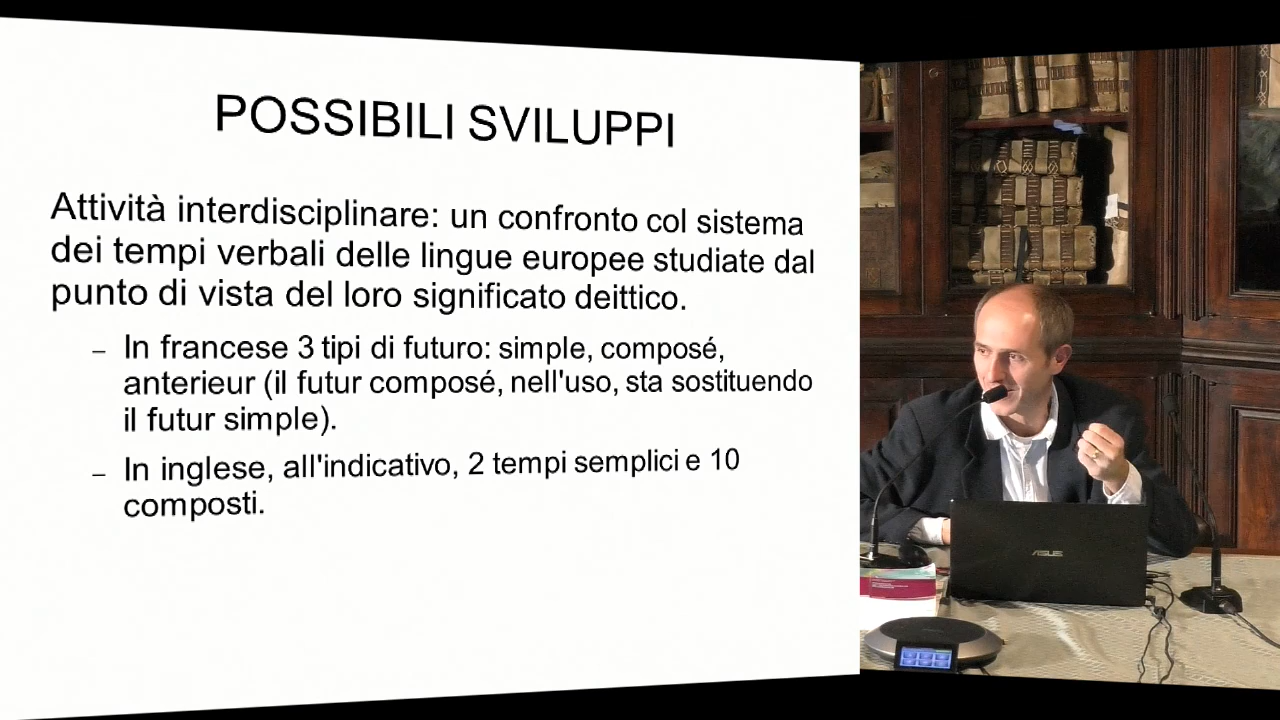 POSSIBILI SVILUPPI
Attività interdisciplinare: un confronto col sistema
dei tempi verbali delle lingue europee studiate dal
punto di vista del loro significato deittico.
– In francese 3 tipi di futuro: simple, composé,
anterieur (il futur composé, nell'uso, sta sostituendo
il futur simple).
– In inglese, all'indicativo, 2 tempi semplici e 10
composti.
ASUS